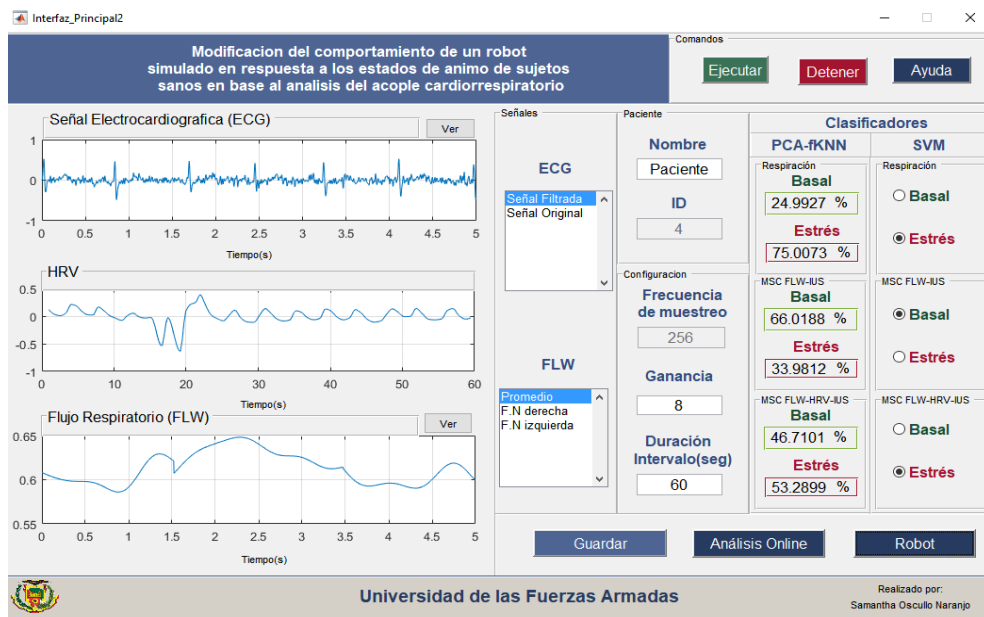 Interfaz_Principal2
Modificacion del comportamiento de un robot
simulado en respuesta a los estados de animo de sujetos
sanos en base al analisis del acople cardiorrespiratorio
Comandos
Ejecutar
Detener
Ayuda
Señal Electrocardiografica (ECG)
Ver
1
0
-1
0 0.5 1 1.5 2 2.5 3 3.5 4 4.5 5
Tiempo(s)
HRV
0.5
0
-0.5
-1
0 10 20 30 40 50 60
Tiempo(s)
Flujo Respiratorio (FLW)
Ver
0.65
0.6
0.55
0 0.5 1 1.5 2 2.5 3 3.5 4 4.5 5
Tiempo(s)
Señales
ECG
Señal Filtrada
Señal Original
FLW
Promedio
F.N derecha
F.N izquierda
Paciente
Nombre
Paciente
ID
4
Configuracion
Frecuencia
de muestreo
256
Ganancia
8
Duración
Intervalo(seg)
60
Clasificadores
PCA-fKNN
SVM
Respiración
Basal
24.9927 %
Estrés
75.0073 %
Respiración
Basal
Estrés
MSC FLW-IUS
Basal
66.0188 %
Estrés
33.9812 %
MSC FLW-IUS
Basal
Estrés
MSC FLW-HRV-IUS
Basal
46.7101 %
Estrés
53.2899 %
MSC FLW-HRV-IUS
Basal
Estrés
Guardar
Análisis Online
Robot
Universidad de las Fuerzas Armadas
Realizado por:
Samantha Oscullo Naranjo